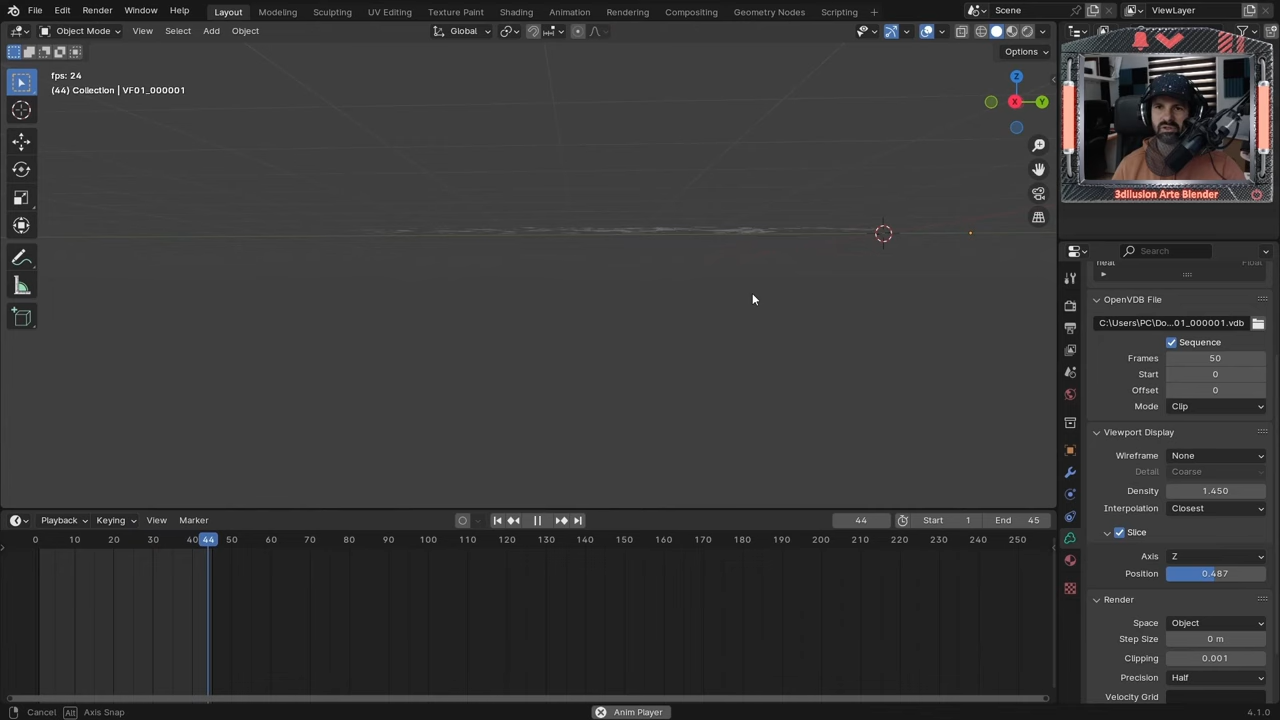 File Edit Render Window Help
Layout Modeling Sculpting UV Editing Texture Paint Shading Animation Rendering Compositing Geometry Nodes Scripting
Scene
ViewLayer
Object Mode
View Select Add Object
Global
Options
fps: 24
(44) Collection | VF01_000001
Z
X
Y
3dIlusion Arte Blender
Search
heat Float
OpenVDB File
C:\Users\PC\Do...01_000001.vdb
Sequence
Frames 50
Start 0
Offset 0
Mode Clip
Viewport Display
Wireframe None
Detail Coarse
Density 1.450
Interpolation Closest
Slice
Axis Z
Position 0.487
Render
Space Object
Step Size 0 m
Clipping 0.001
Precision Half
Velocity Grid
Playback Keying View Marker
44
Start 1 End 45
0 10 20 30 40 44 50 60 70 80 90 100 110 120 130 140 150 160 170 180 190 200 210 220 230 240 250
Cancel Alt Axis Snap
Anim Player
4.1.0